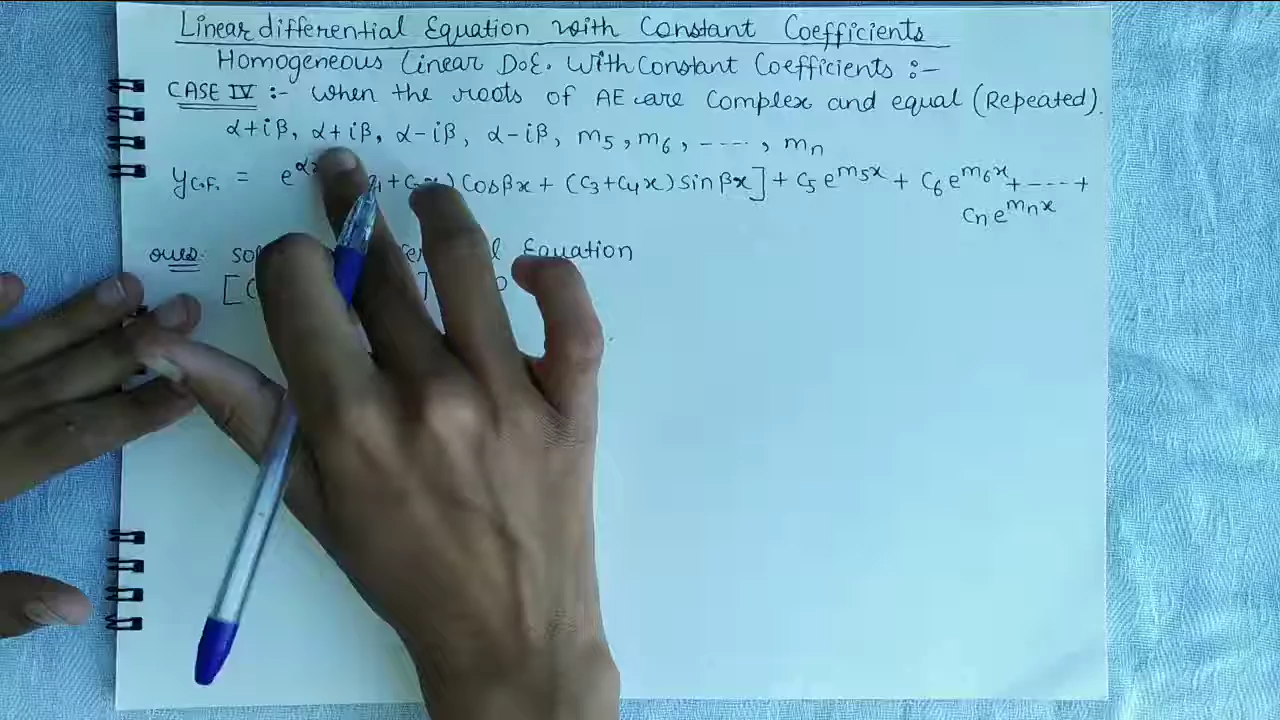 Linear differential Equation with Constant Coefficients
Homogeneous Linear D.E. With Constant Coefficients :-
CASE IV :- When the roots of AE are Complex and equal (Repeated).
α+iβ, α+iβ, α-iβ, α-iβ, m5, m6, ----, mn
yC.F. = e +c )Cosβx + (c3+c4x)sinβx] + c5 e^m5x + c6 e^m6x + ---- +
cn e^mnx
Ques: Equation
[